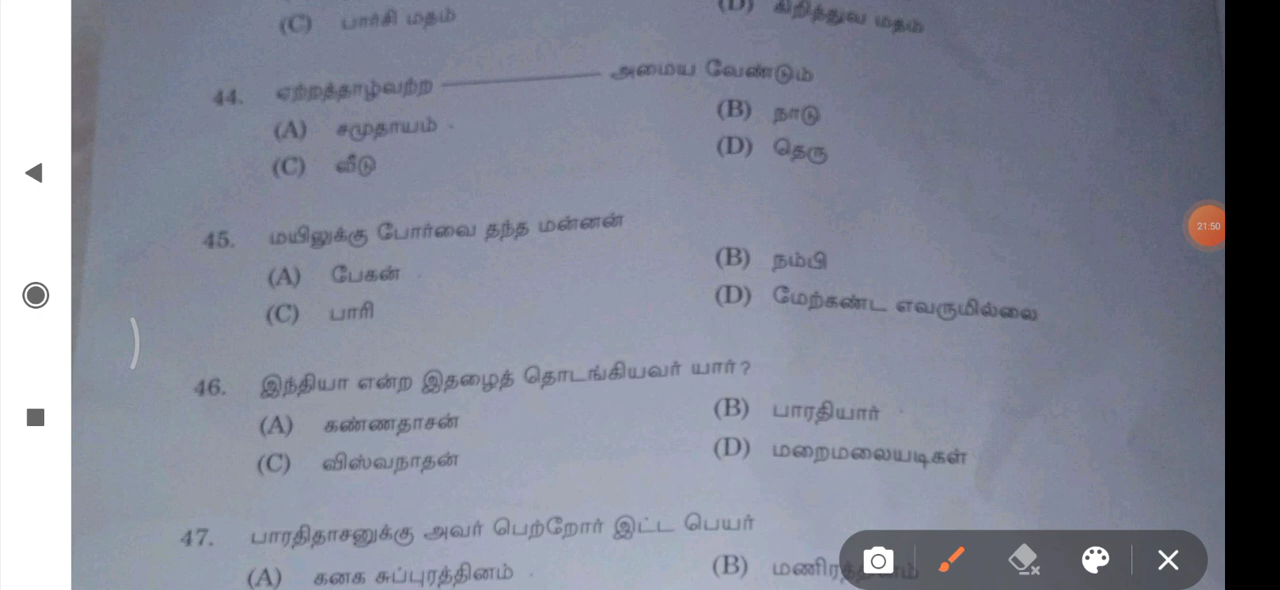 (C) பார்சி மதம்
(D) கிறித்துவ மதம்
44. ஏற்றத்தாழ்வற்ற ——— அமைய வேண்டும்
(A) சமுதாயம்
(B) நாடு
(C) வீடு
(D) தெரு
45. மயிலுக்கு போர்வை தந்த மன்னன்
(A) பேகன்
(B) நம்பி
(C) பாரி
(D) மேற்கண்ட எவருமில்லை
46. இந்தியா என்ற இதழைத் தொடங்கியவர் யார்?
(A) கண்ணதாசன்
(B) பாரதியார்
(C) விஸ்வநாதன்
(D) மறைமலையடிகள்
47. பாரதிதாசனுக்கு அவர் பெற்றோர் இட்ட பெயர்
(A) கனக சுப்புரத்தினம்
(B)
21:50